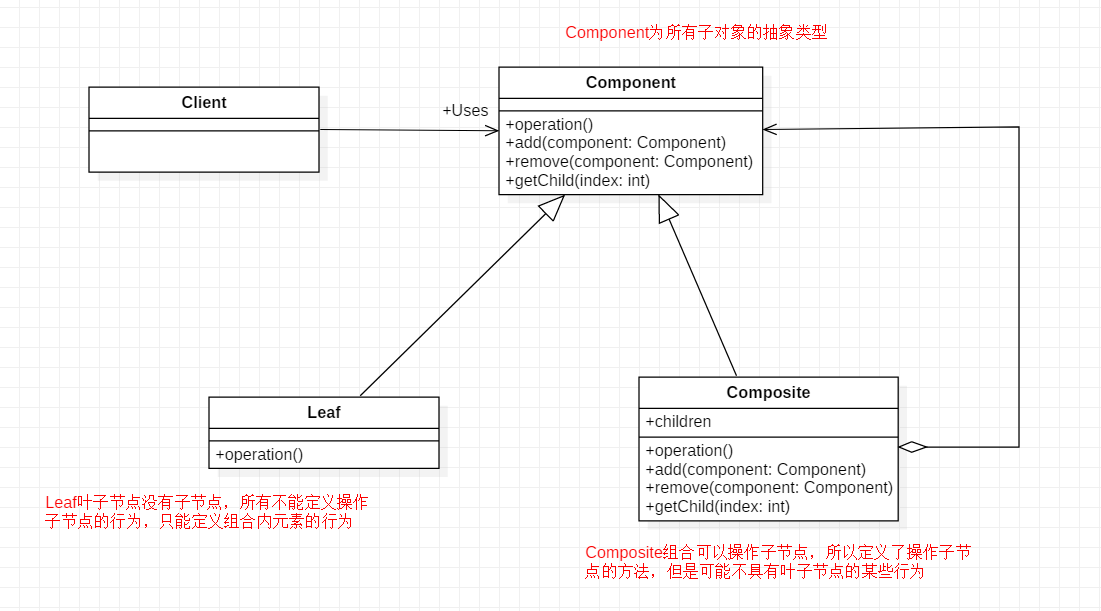 Component为所有子对象的抽象类型
Component
Client
+Uses
+operation()
+add(component: Component)
+remove(component: Component)
+getChild(index: int)
Composite
Leaf
+children
+operation()
+operation()
+add(component: Component)
+remove(component: Component)
+getChild(index: int)
Leaf叶子节点没有子节点，所有不能定义操作
子节点的行为，只能定义组合内元素的行为
Composite组合可以操作子节点，所以定义了操作子节
点的方法，但是可能不具有叶子节点的某些行为